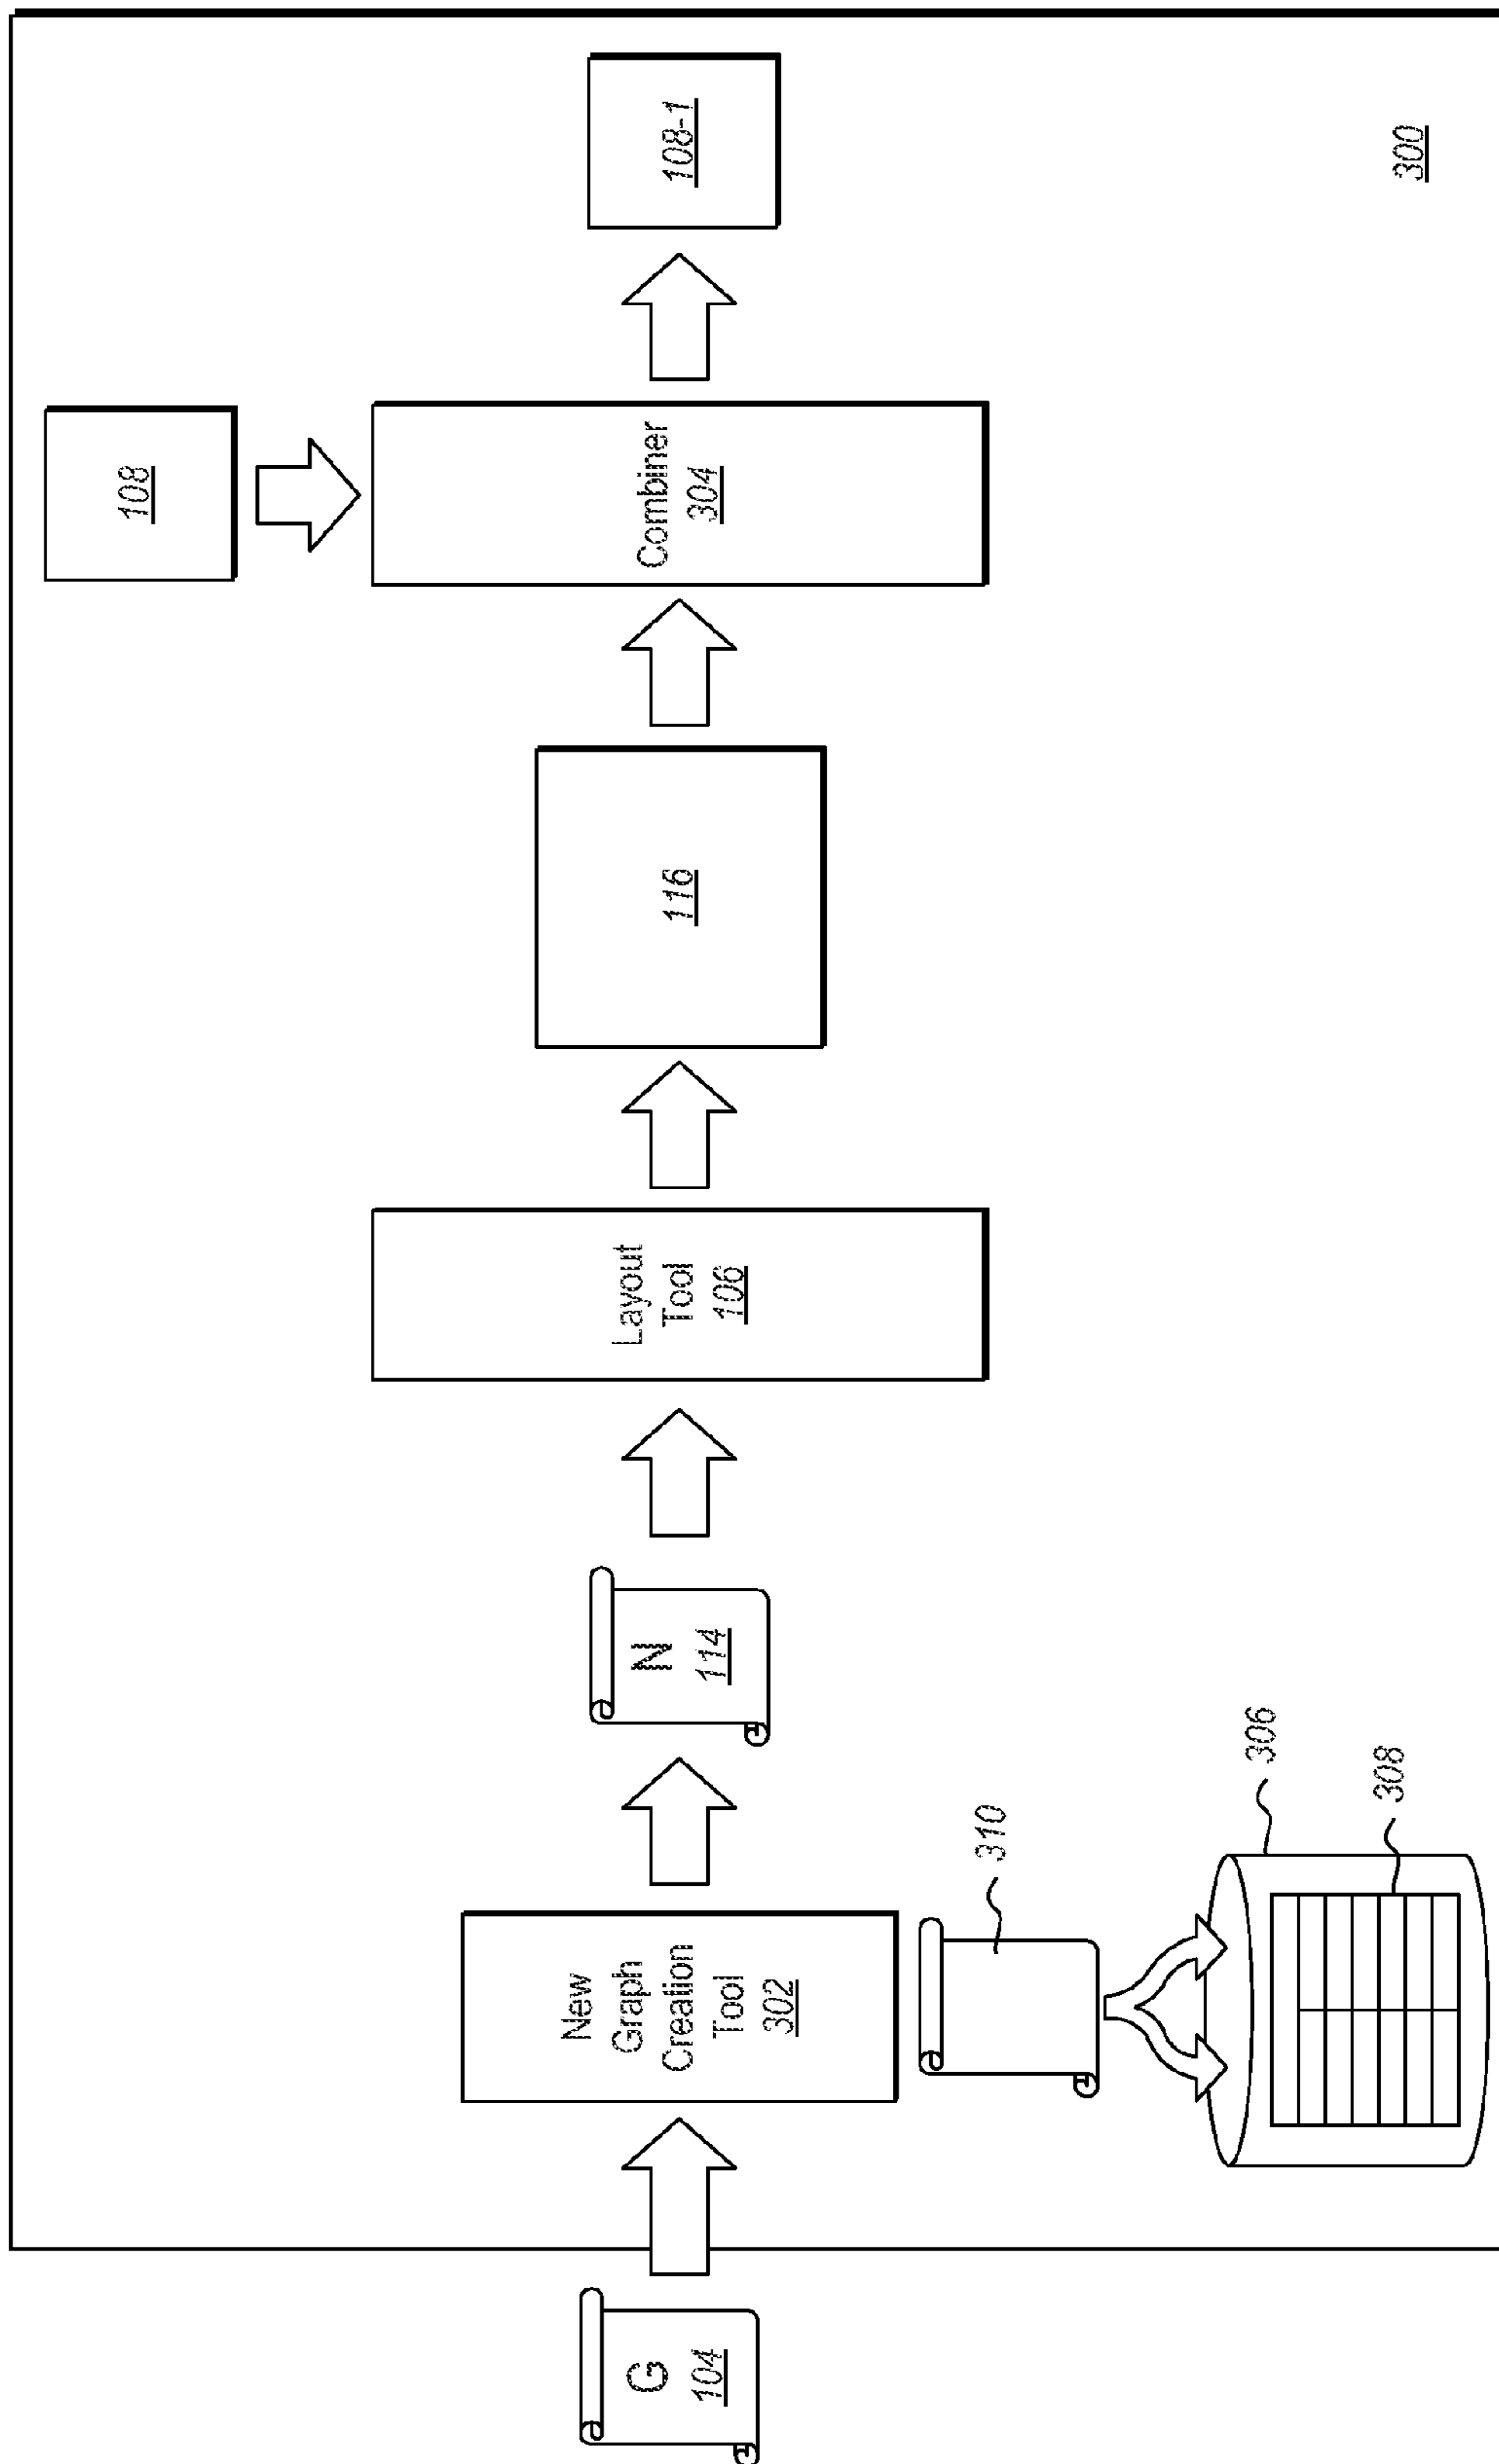 G
104
New
Graph
Creation
Tool
302
310
306
308
N
114
Layout
Tool
106
116
108
Combiner
304
108-1
300